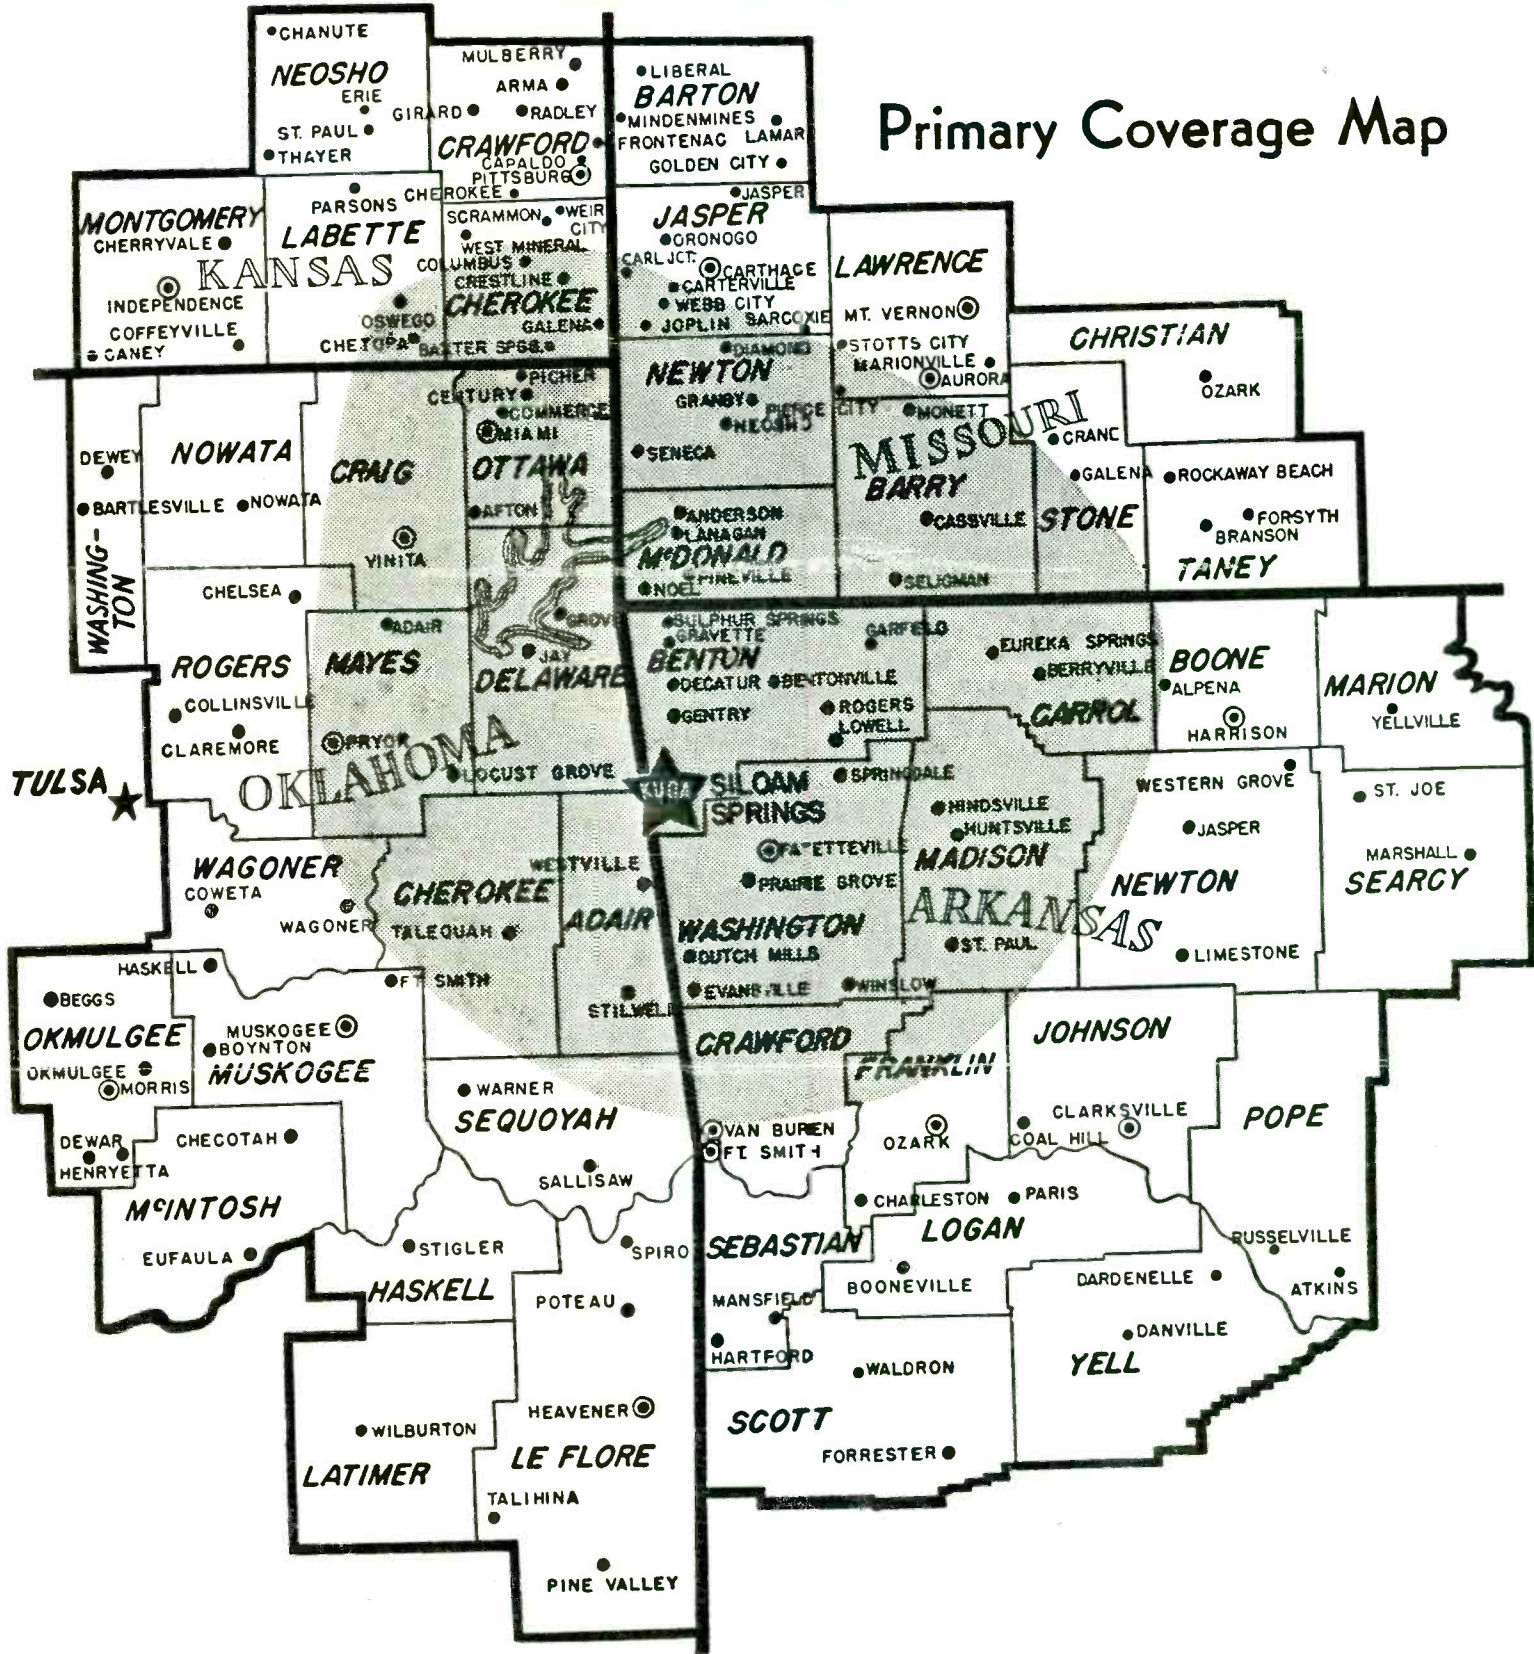 Primary Coverage Map
CHANUTE
NEOSHO
ERIE
ST. PAUL
THAYER
MULBERRY
ARMA
GIRARD
RADLEY
CRAWFORD
CAPALDO
PITTSBURG
CHEROKEE
LIBERAL
BARTON
MINDENMINES
FRONTENAC
LAMAR
GOLDEN CITY
MONTGOMERY
CHERRYVALE
INDEPENDENCE
COFFEYVILLE
CANEY
PARSONS
LABETTE
KANSAS
OSWEGO
CHETOPA
SCRAMMON
WEIR
CITY
WEST MINERAL
COLUMBUS
CRESTLINE
CHEROKEE
GALENA
BAXTER SPGS.
JASPER
JASPER
ORONOGO
CARL JCT.
CARTHAGE
CARTERVILLE
WEBB CITY
JOPLIN
SARCOXIE
LAWRENCE
MT. VERNON
STOTTS CITY
MARIONVILLE
AURORA
CHRISTIAN
OZARK
DIAMOND
NEWTON
GRANBY
PIERCE CITY
NEOSHO
SENECA
MONETT
MISSOURI
BARRY
CASSVILLE
SELIGMAN
CRANE
GALENA
STONE
ROCKAWAY BEACH
FORSYTH
BRANSON
TANEY
DEWEY
BARTLESVILLE
WASHING-
TON
NOWATA
NOWATA
CRAIG
VINITA
PICHER
CENTURY
COMMERCE
MIAMI
OTTAWA
AFTON
ANDERSON
LANAGAN
McDONALD
PINEVILLE
NOEL
CHELSEA
ROGERS
COLLINSVILLE
CLAREMORE
ADAIR
MAYES
PRYOR
OKLAHOMA
LOCUST GROVE
GROVE
JAY
DELAWARE
SULPHUR SPRINGS
GRAVETTE
GARFIELD
BENTON
DECATUR
BENTONVILLE
GENTRY
ROGERS
LOWELL
EUREKA SPRINGS
BERRYVILLE
CARROL
BOONE
ALPENA
HARRISON
MARION
YELLVILLE
TULSA
KUOA
SILOAM
SPRINGS
SPRINGDALE
FAYETTEVILLE
PRAIRIE GROVE
WASHINGTON
DUTCH MILLS
EVANSVILLE
WINSLOW
HINDSVILLE
HUNTSVILLE
MADISON
ARKANSAS
ST. PAUL
WESTERN GROVE
JASPER
NEWTON
LIMESTONE
ST. JOE
MARSHALL
SEARCY
WAGONER
COWETA
WAGONER
CHEROKEE
TALEQUAH
WESTVILLE
ADAIR
STILWELL
HASKELL
FT SMITH
BEGGS
OKMULGEE
OKMULGEE
MORRIS
DEWAR
HENRYETTA
MUSKOGEE
BOYNTON
MUSKOGEE
CHECOTAH
McINTOSH
EUFAULA
WARNER
SEQUOYAH
SALLISAW
CRAWFORD
VAN BUREN
FT. SMITH
FRANKLIN
OZARK
JOHNSON
CLARKSVILLE
COAL HILL
POPE
RUSSELVILLE
ATKINS
CHARLESTON
PARIS
LOGAN
BOONEVILLE
SEBASTIAN
MANSFIELD
HARTFORD
DARDENELLE
DANVILLE
YELL
STIGLER
HASKELL
SPIRO
POTEAU
HEAVENER
LE FLORE
TALIHINA
PINE VALLEY
WILBURTON
LATIMER
WALDRON
SCOTT
FORRESTER